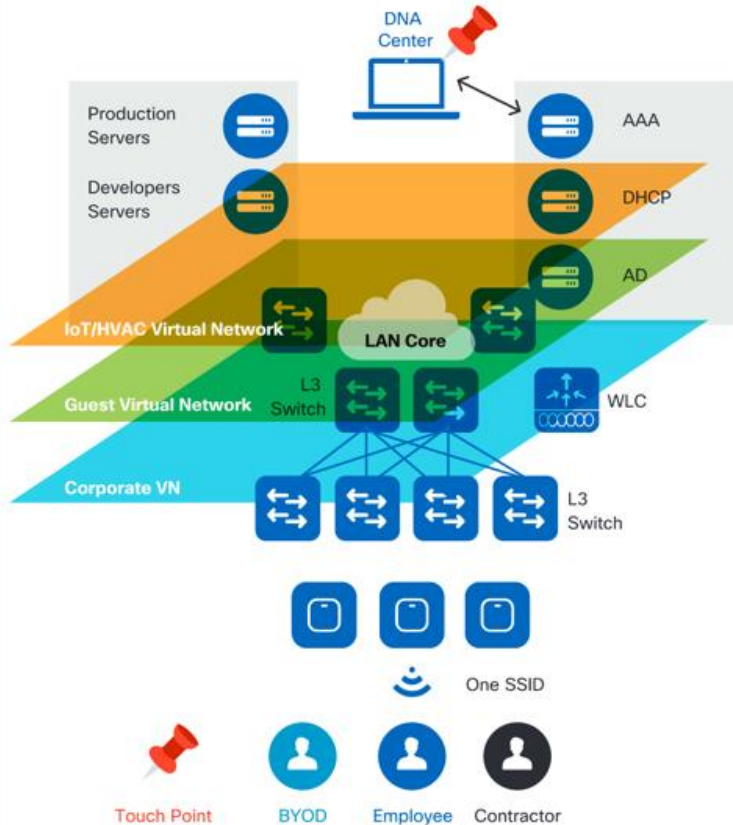 DNA
Center
Production
Servers
AAA
Developers
Servers
DHCP
AD
IoT/HVAC Virtual Network
LAN Core
L3
Switch
Guest Virtual Network
WLC
Corporate VN
L3
Switch
One SSID
Touch Point
BYOD
Employee
Contractor